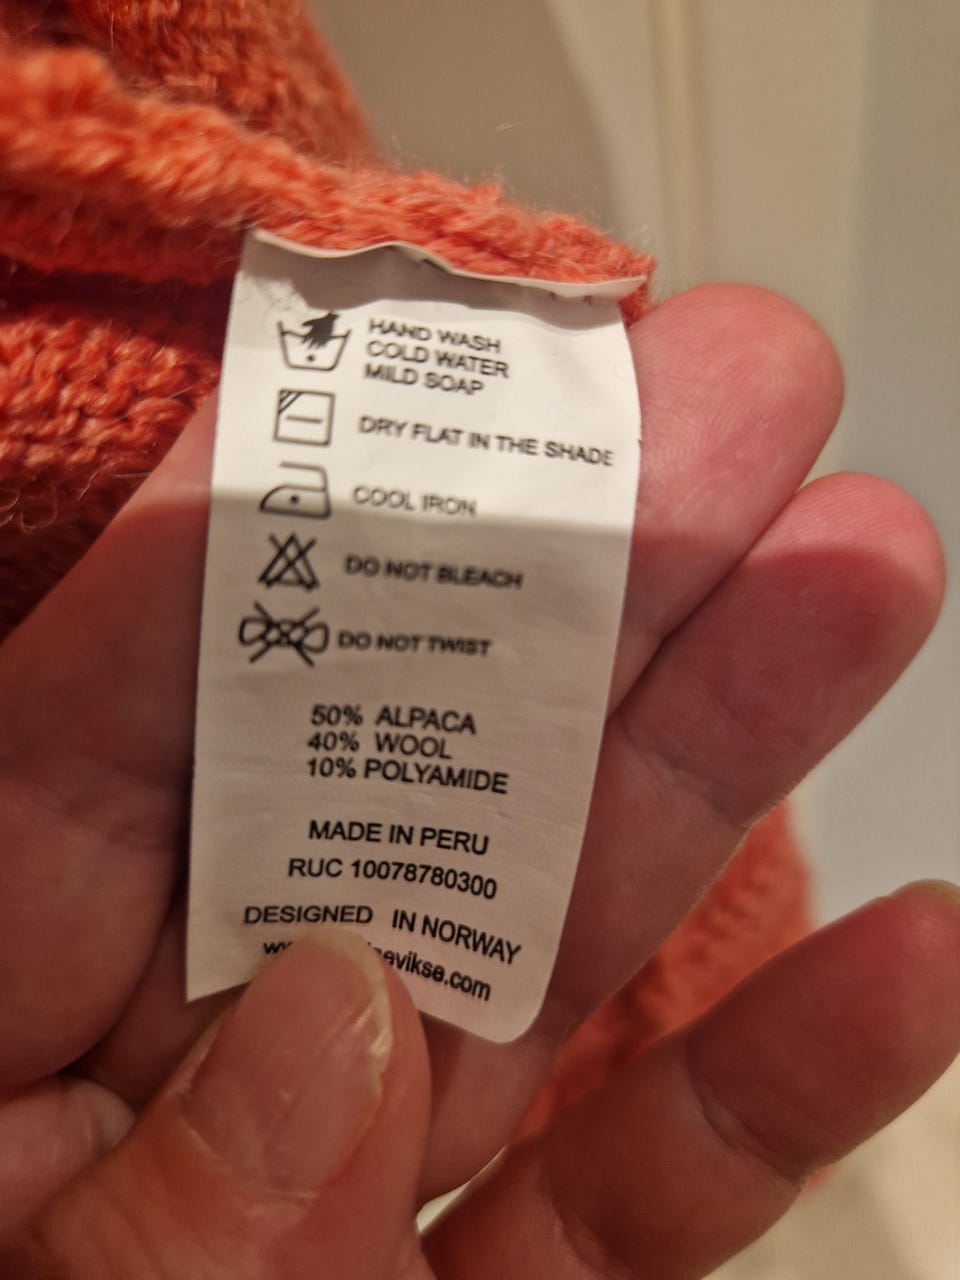 HAND WASH
COLD WATER
MILD SOAP
DRY FLAT IN THE SHADE
COOL IRON
DO NOT BLEACH
DO NOT TWIST
50% ALPACA
40% WOOL
10% POLYAMIDE
MADE IN PERU
RUC 10078780300
DESIGNED IN NORWAY